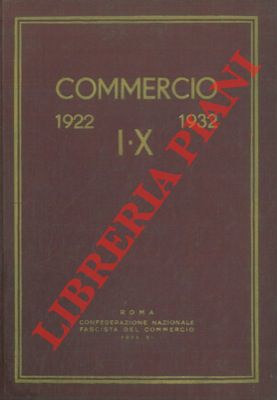 COMMERCIO
1922 1932
I·X
LIBRERIA PIANI
ROMA
CONFEDERAZIONE NAZIONALE
FASCISTA DEL COMMERCIO